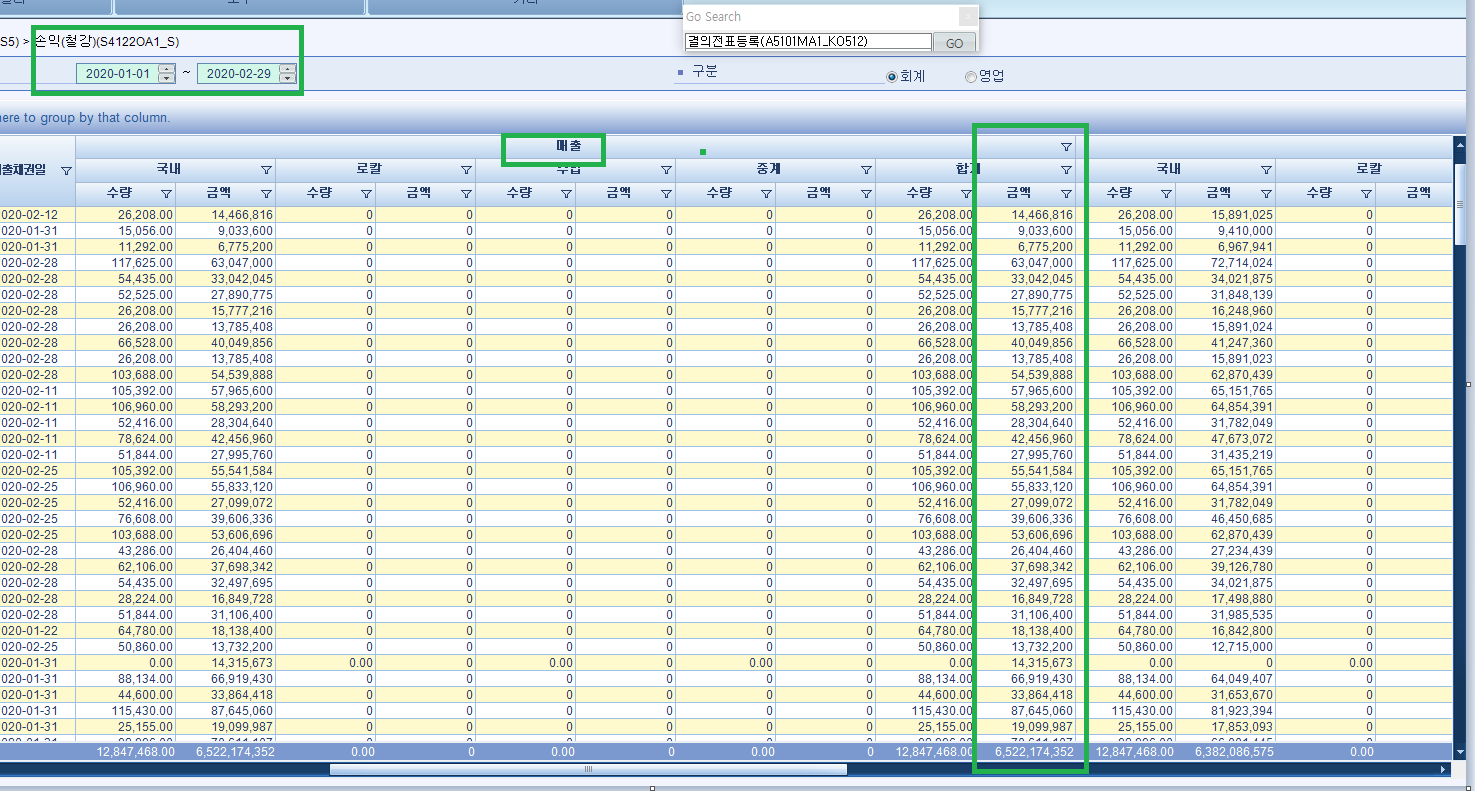 Go Search
S5) > 손익(철강)(S4122OA1_S)
결의전표등록(A5101MA1_KO512) GO
2020-01-01 ~ 2020-02-29 구분 회계 영업
here to group by that column.
매출
출채권일 국내 로칼 수입 중계 합계 국내 로칼
수량 금액 수량 금액 수량 금액 수량 금액 수량 금액 수량 금액 수량 금액
020-02-12 26,208.00 14,466,816 0 0 0 0 0 0 26,208.00 14,466,816 26,208.00 15,891,025 0
020-01-31 15,056.00 9,033,600 0 0 0 0 0 0 15,056.00 9,033,600 15,056.00 9,410,000 0
020-01-31 11,292.00 6,775,200 0 0 0 0 0 0 11,292.00 6,775,200 11,292.00 6,967,941 0
020-02-28 117,625.00 63,047,000 0 0 0 0 0 0 117,625.00 63,047,000 117,625.00 72,714,024 0
020-02-28 54,435.00 33,042,045 0 0 0 0 0 0 54,435.00 33,042,045 54,435.00 34,021,875 0
020-02-28 52,525.00 27,890,775 0 0 0 0 0 0 52,525.00 27,890,775 52,525.00 31,848,139 0
020-02-28 26,208.00 15,777,216 0 0 0 0 0 0 26,208.00 15,777,216 26,208.00 16,248,960 0
020-02-28 26,208.00 13,785,408 0 0 0 0 0 0 26,208.00 13,785,408 26,208.00 15,891,024 0
020-02-28 66,528.00 40,049,856 0 0 0 0 0 0 66,528.00 40,049,856 66,528.00 41,247,360 0
020-02-28 26,208.00 13,785,408 0 0 0 0 0 0 26,208.00 13,785,408 26,208.00 15,891,023 0
020-02-28 103,688.00 54,539,888 0 0 0 0 0 0 103,688.00 54,539,888 103,688.00 62,870,439 0
020-02-11 105,392.00 57,965,600 0 0 0 0 0 0 105,392.00 57,965,600 105,392.00 65,151,765 0
020-02-11 106,960.00 58,293,200 0 0 0 0 0 0 106,960.00 58,293,200 106,960.00 64,854,391 0
020-02-11 52,416.00 28,304,640 0 0 0 0 0 0 52,416.00 28,304,640 52,416.00 31,782,049 0
020-02-11 78,624.00 42,456,960 0 0 0 0 0 0 78,624.00 42,456,960 78,624.00 47,673,072 0
020-02-11 51,844.00 27,995,760 0 0 0 0 0 0 51,844.00 27,995,760 51,844.00 31,435,219 0
020-02-25 105,392.00 55,541,584 0 0 0 0 0 0 105,392.00 55,541,584 105,392.00 65,151,765 0
020-02-25 106,960.00 55,833,120 0 0 0 0 0 0 106,960.00 55,833,120 106,960.00 64,854,391 0
020-02-25 52,416.00 27,099,072 0 0 0 0 0 0 52,416.00 27,099,072 52,416.00 31,782,049 0
020-02-25 76,608.00 39,606,336 0 0 0 0 0 0 76,608.00 39,606,336 76,608.00 46,450,685 0
020-02-25 103,688.00 53,606,696 0 0 0 0 0 0 103,688.00 53,606,696 103,688.00 62,870,439 0
020-02-28 43,286.00 26,404,460 0 0 0 0 0 0 43,286.00 26,404,460 43,286.00 27,234,439 0
020-02-28 62,106.00 37,698,342 0 0 0 0 0 0 62,106.00 37,698,342 62,106.00 39,126,780 0
020-02-28 54,435.00 32,497,695 0 0 0 0 0 0 54,435.00 32,497,695 54,435.00 34,021,875 0
020-02-28 28,224.00 16,849,728 0 0 0 0 0 0 28,224.00 16,849,728 28,224.00 17,498,880 0
020-02-28 51,844.00 31,106,400 0 0 0 0 0 0 51,844.00 31,106,400 51,844.00 31,985,535 0
020-01-22 64,780.00 18,138,400 0 0 0 0 0 0 64,780.00 18,138,400 64,780.00 16,842,800 0
020-02-25 50,860.00 13,732,200 0 0 0 0 0 0 50,860.00 13,732,200 50,860.00 12,715,000 0
020-01-31 0.00 14,315,673 0.00 0 0.00 0 0.00 0 0.00 14,315,673 0.00 0 0.00
020-01-31 88,134.00 66,919,430 0 0 0 0 0 0 88,134.00 66,919,430 88,134.00 64,049,407 0
020-01-31 44,600.00 33,864,418 0 0 0 0 0 0 44,600.00 33,864,418 44,600.00 31,653,670 0
020-01-31 115,430.00 87,645,060 0 0 0 0 0 0 115,430.00 87,645,060 115,430.00 81,923,394 0
020-01-31 25,155.00 19,099,987 0 0 0 0 0 0 25,155.00 19,099,987 25,155.00 17,853,093 0
12,847,468.00 6,522,174,352 0.00 0 0.00 0 0.00 0 12,847,468.00 6,522,174,352 12,847,468.00 6,382,086,575 0.00